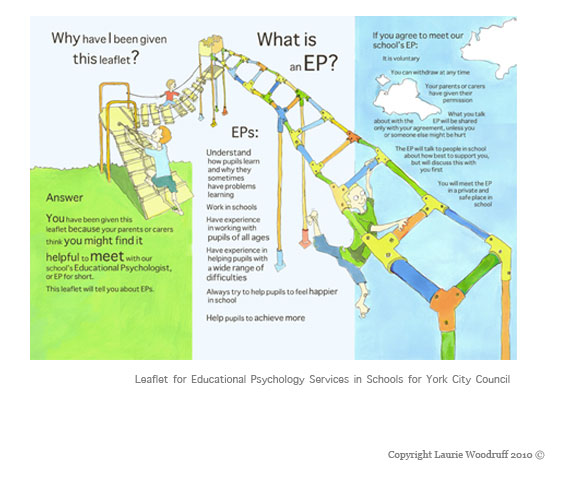 Why have I been given
this leaflet?
Answer
You have been given this
leaflet because your parents or carers
think you might find it
helpful to meet with our
school's Educational Psychologist,
or EP for short.
This leaflet will tell you about EPs.
What is
an EP?
EPs:
Understand
how pupils learn
and why they
sometimes
have problems
learning
Work in schools
Have experience
in working with
pupils of all ages
Have experience in
helping pupils with
a wide range of
difficulties
Always try to help pupils to feel happier
in school
Help pupils to achieve more
If you agree to meet our
school's EP:
It is voluntary
You can withdraw at any time
Your parents or carers
have given their
permission
What you talk
about with the EP will be shared
only with your agreement, unless you
or someone else might be hurt
The EP will talk to people in school
about how best to support you,
but will discuss this with
you first
You will meet the EP
in a private and
safe place in
school
Leaflet for Educational Psychology Services in Schools for York City Council
Copyright Laurie Woodruff 2010 ©